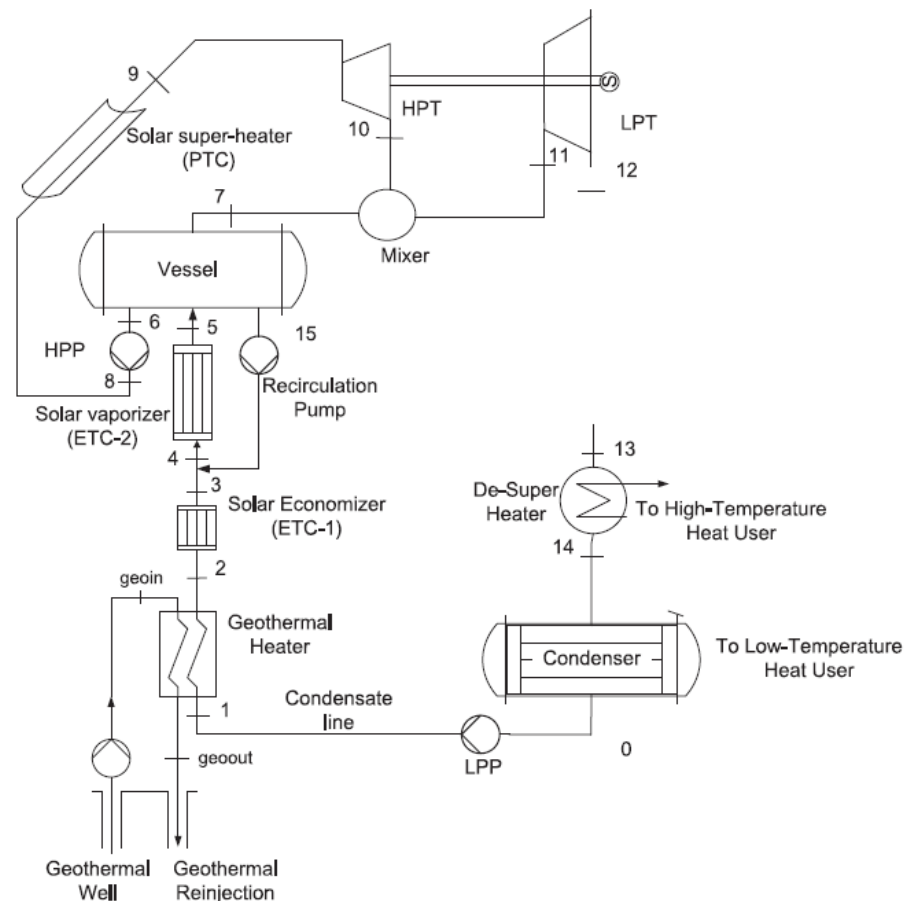 9
HPT
LPT
S
Solar super-heater
(PTC)
10
11
12
7
Mixer
Vessel
6
5
15
HPP
8
Recirculation
Pump
Solar vaporizer
(ETC-2)
4
3
13
De-Super
Heater
To High-Temperature
Heat User
Solar Economizer
(ETC-1)
14
2
geoin
Geothermal
Heater
Condenser
To Low-Temperature
Heat User
1
Condensate
line
geoout
LPP
0
Geothermal
Well
Geothermal
Reinjection